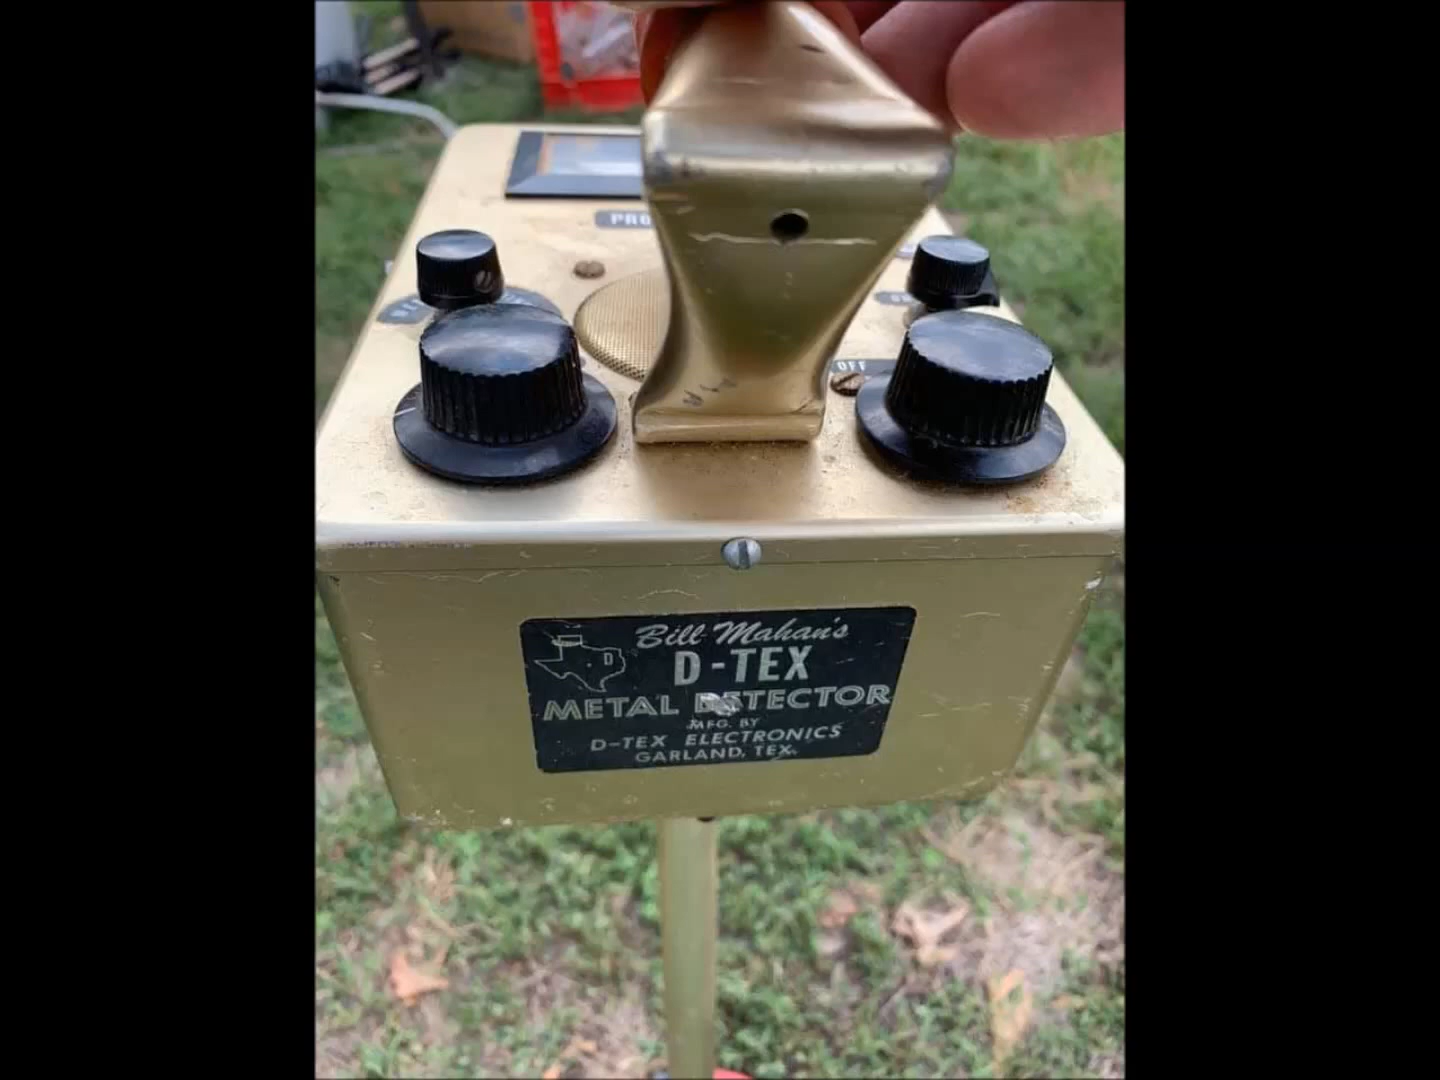 OFF
D
Bill Mahan's
D-TEX
METAL DETECTOR
MFG. BY
D-TEX ELECTRONICS
GARLAND, TEX.